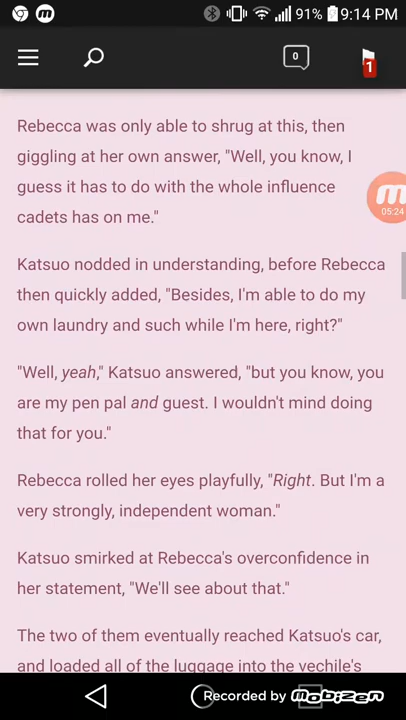 91% 9:14 PM
0
1
Rebecca was only able to shrug at this, then
giggling at her own answer, "Well, you know, I
guess it has to do with the whole influence
cadets has on me."
05:24
Katsuo nodded in understanding, before Rebecca
then quickly added, "Besides, I'm able to do my
own laundry and such while I'm here, right?"
"Well, yeah," Katsuo answered, "but you know, you
are my pen pal and guest. I wouldn't mind doing
that for you."
Rebecca rolled her eyes playfully, "Right. But I'm a
very strongly, independent woman."
Katsuo smirked at Rebecca's overconfidence in
her statement, "We'll see about that."
The two of them eventually reached Katsuo's car,
and loaded all of the luggage into the vechile's
Recorded by Mobizen